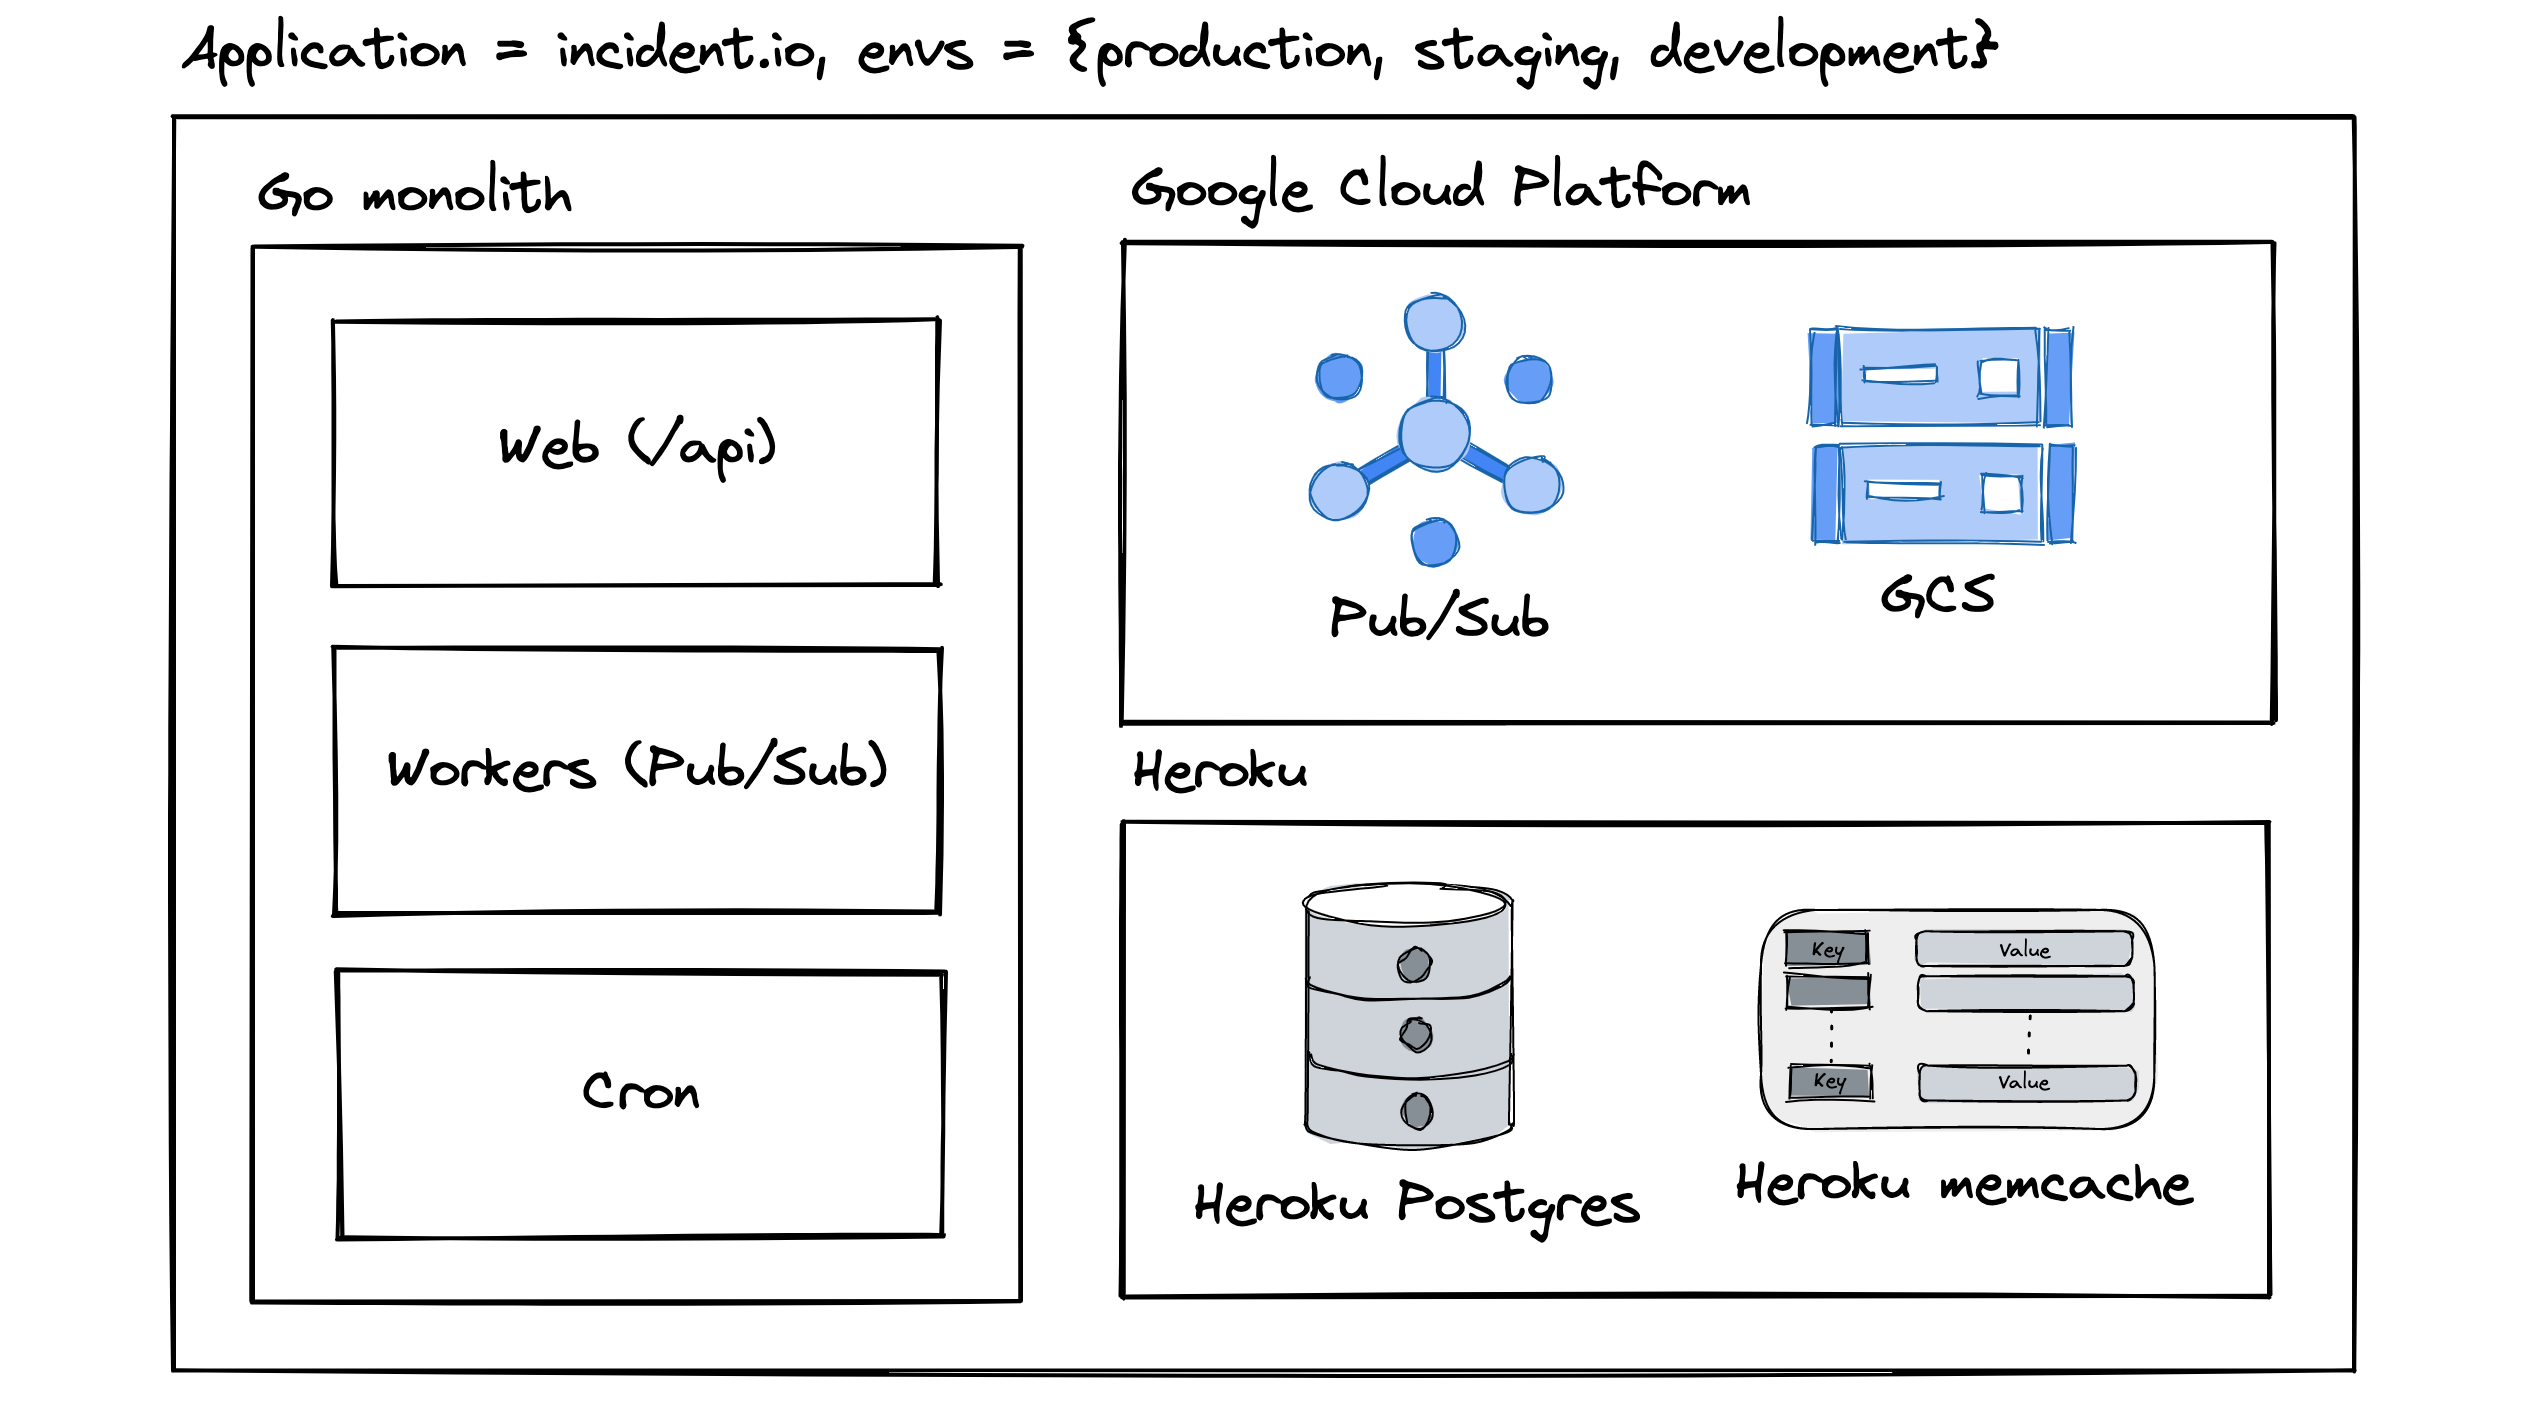 Application = incident.io, envs = {production, staging, development}
Go monolith
Web (/api)
Workers (Pub/Sub)
Cron
Google Cloud Platform
Pub/Sub
GCS
Heroku
Heroku Postgres
Key
Value
Key
Value
Heroku memcache